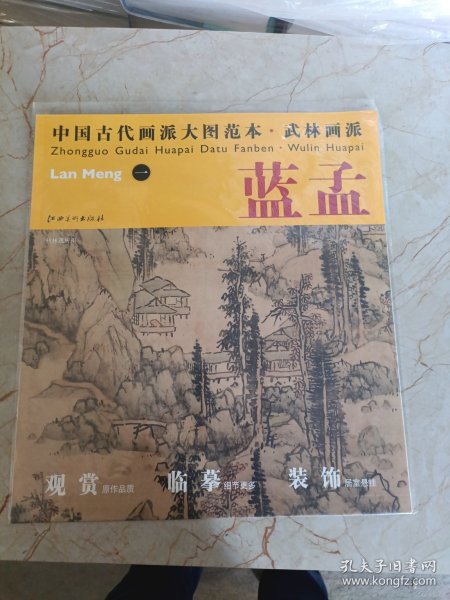 中国古代画派大图范本·武林画派
Zhongguo Gudai Huapai Datu Fanben · Wulin Huapai
Lan Meng 一
蓝孟
江西美术出版社
观赏原作品质
临摹细节更多
装饰居室悬挂
孔夫子旧书网
www.kongfz.com